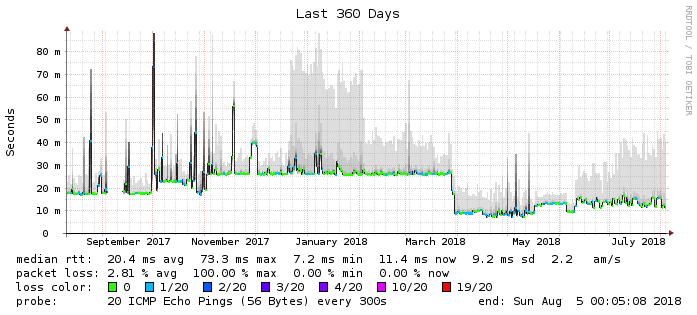 Last 360 Days
RRDTOOL / TOBI OETIKER
Seconds
80 m
70 m
60 m
50 m
40 m
30 m
20 m
10 m
0
September 2017 November 2017 January 2018 March 2018 May 2018 July 2018
median rtt: 20.4 ms avg 73.3 ms max 7.2 ms min 11.4 ms now 9.2 ms sd 2.2 am/s
packet loss: 2.81 % avg 100.00 % max 0.00 % min 0.00 % now
loss color: 0 1/20 2/20 3/20 4/20 10/20 19/20
probe: 20 ICMP Echo Pings (56 Bytes) every 300s end: Sun Aug 5 00:05:08 2018